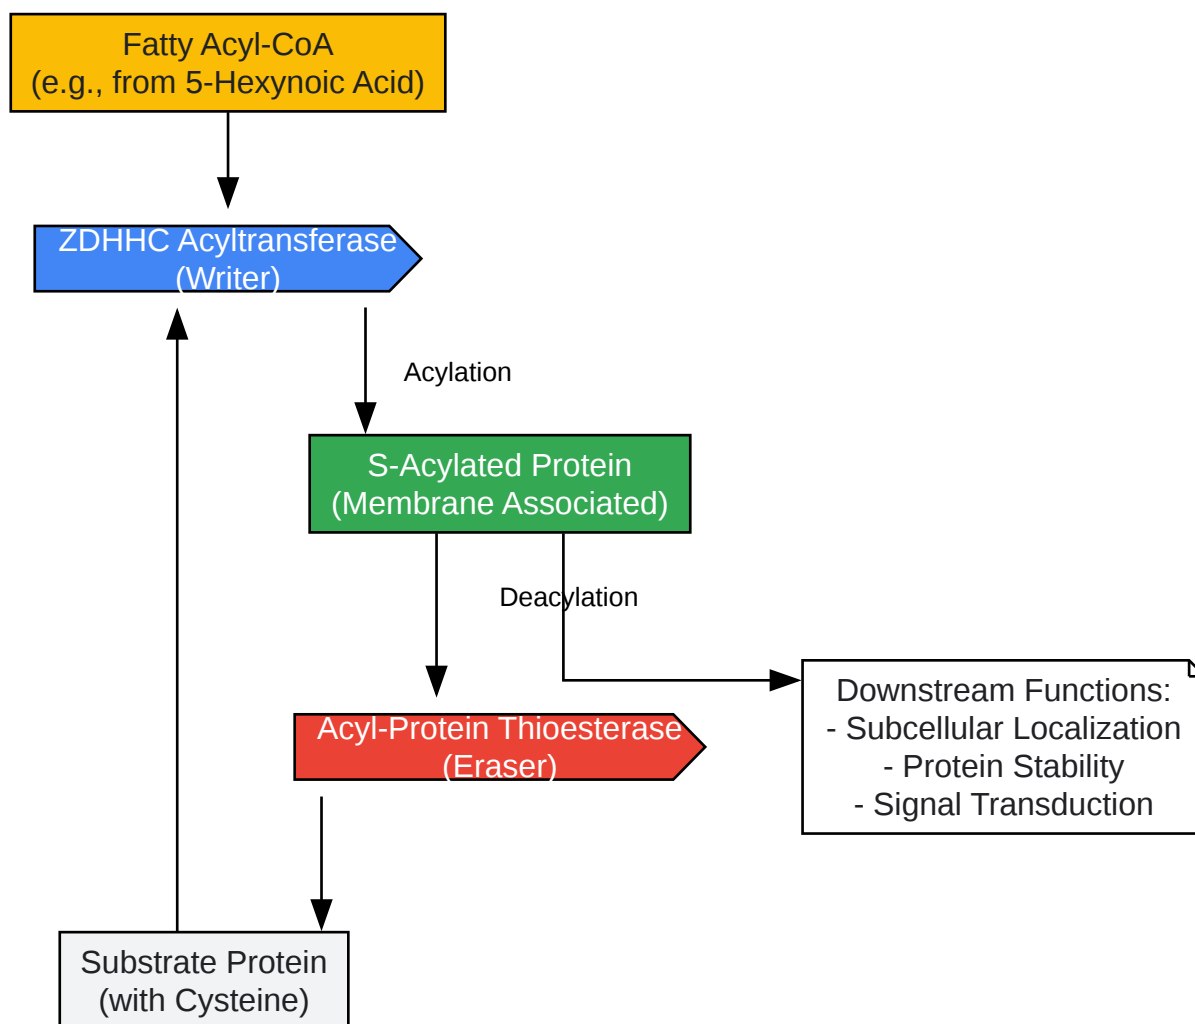 Fatty Acyl-CoA
(e.g., from 5-Hexynoic Acid)
ZDHHC Acyltransferase
(Writer)
Acylation
S-Acylated Protein
(Membrane Associated)
Deacylation
Downstream Functions:
- Subcellular Localization
- Protein Stability
- Signal Transduction
Acyl-Protein Thioesterase
(Eraser)
Substrate Protein
(with Cysteine)